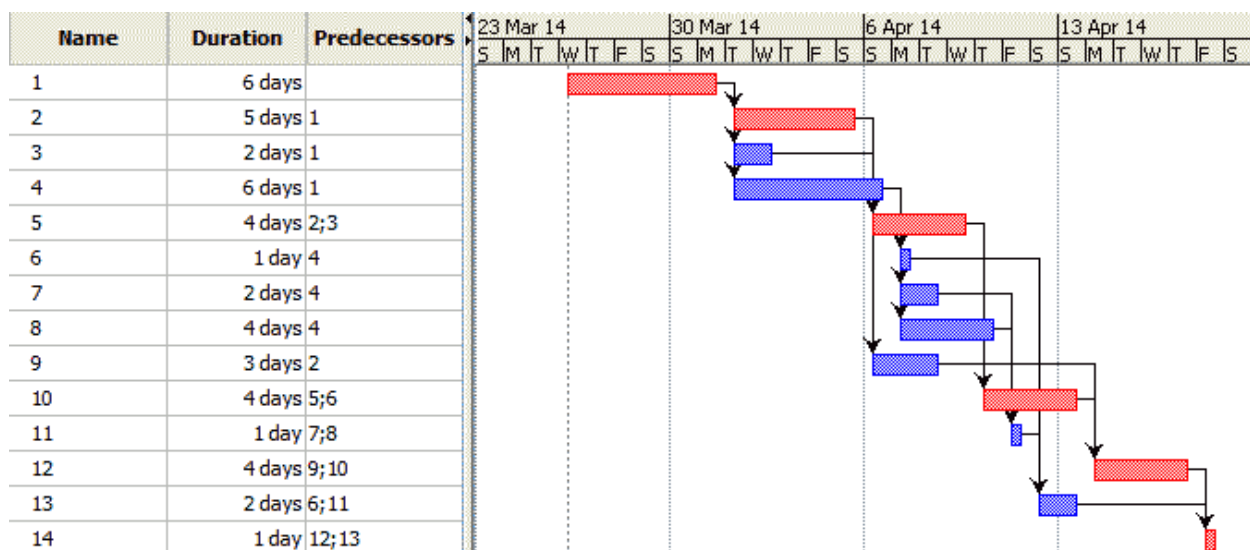 Name Duration Predecessors 23 Mar 14 30 Mar 14 6 Apr 14 13 Apr 14
S M T W T F S S M T W T F S S M T W T F S S M T W T F S
1 6 days
2 5 days 1
3 2 days 1
4 6 days 1
5 4 days 2;3
6 1 day 4
7 2 days 4
8 4 days 4
9 3 days 2
10 4 days 5;6
11 1 day 7;8
12 4 days 9;10
13 2 days 6;11
14 1 day 12;13